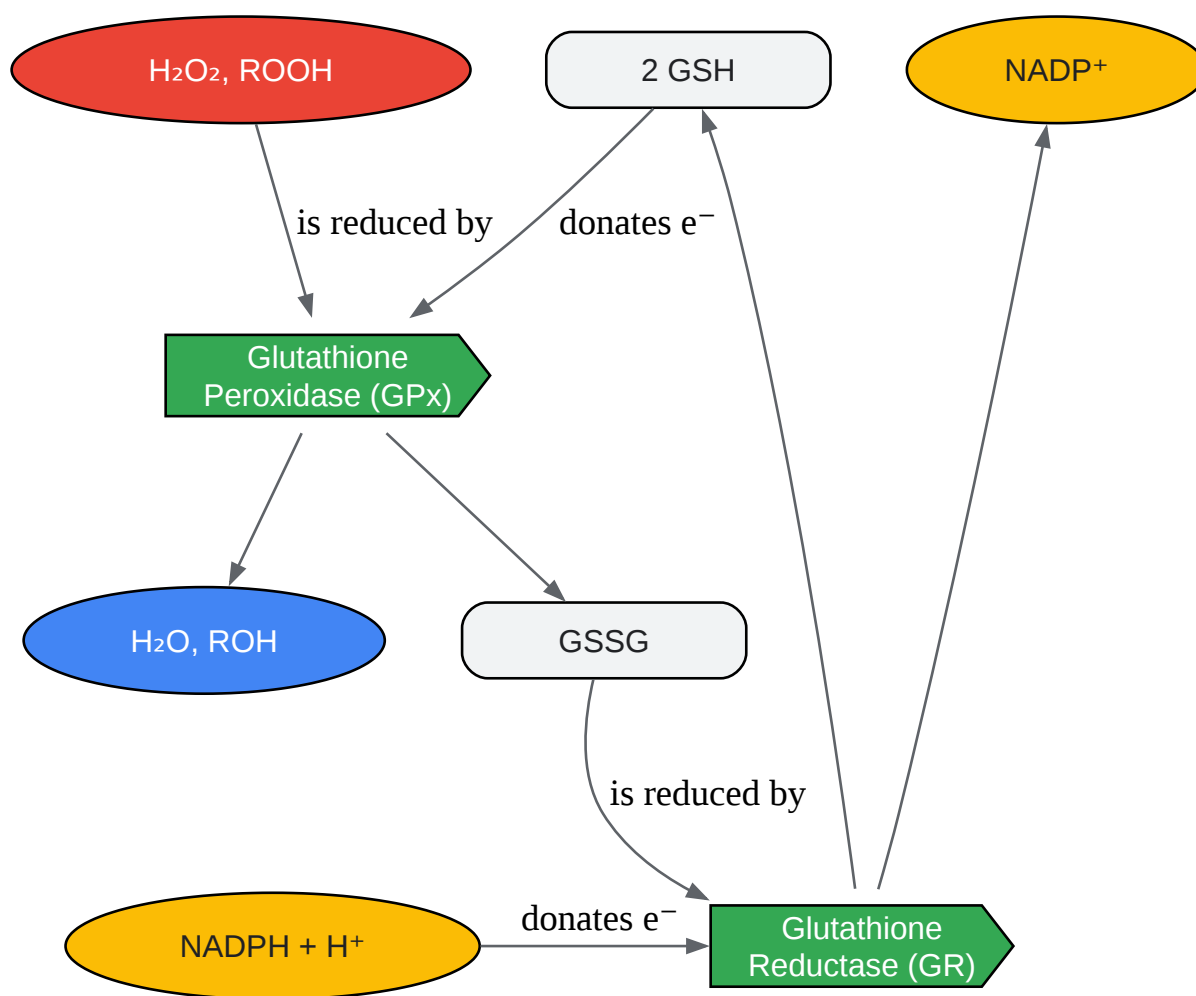 H₂O₂, ROOH
2 GSH
NADP⁺
is reduced by
donates e⁻
Glutathione
Peroxidase (GPx)
H₂O, ROH
GSSG
is reduced by
donates e⁻
NADPH + H⁺
Glutathione
Reductase (GR)